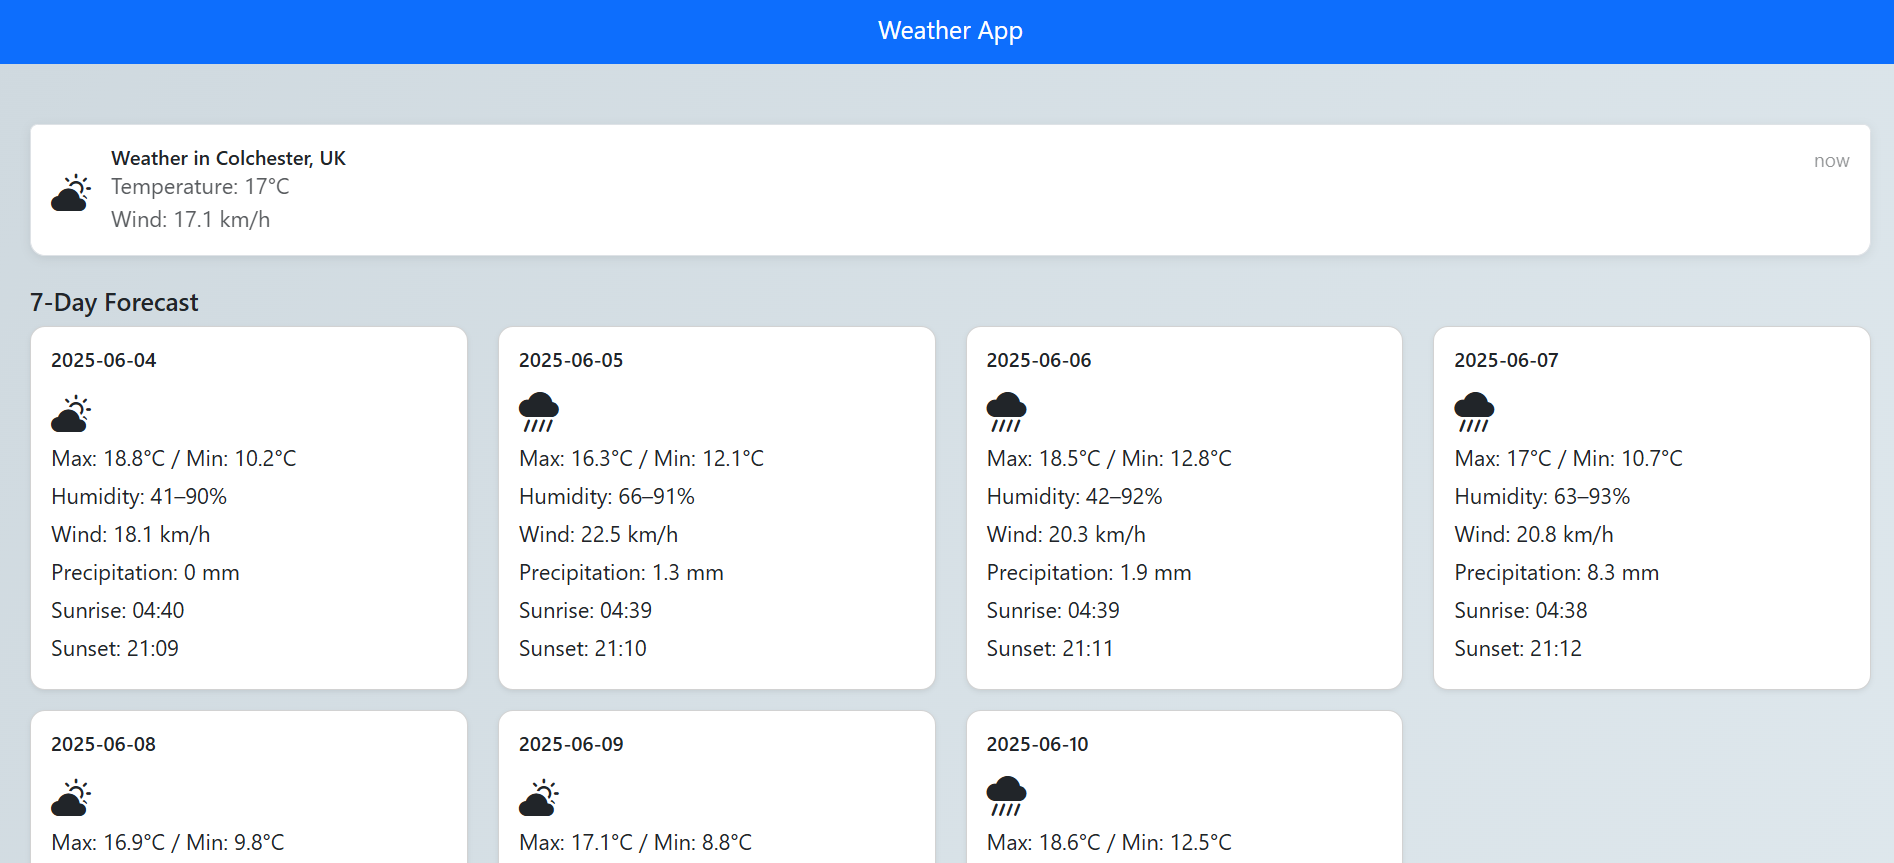 Weather App
Weather in Colchester, UK
now
Temperature: 17°C
Wind: 17.1 km/h
7-Day Forecast
2025-06-04
Max: 18.8°C / Min: 10.2°C
Humidity: 41–90%
Wind: 18.1 km/h
Precipitation: 0 mm
Sunrise: 04:40
Sunset: 21:09
2025-06-05
Max: 16.3°C / Min: 12.1°C
Humidity: 66–91%
Wind: 22.5 km/h
Precipitation: 1.3 mm
Sunrise: 04:39
Sunset: 21:10
2025-06-06
Max: 18.5°C / Min: 12.8°C
Humidity: 42–92%
Wind: 20.3 km/h
Precipitation: 1.9 mm
Sunrise: 04:39
Sunset: 21:11
2025-06-07
Max: 17°C / Min: 10.7°C
Humidity: 63–93%
Wind: 20.8 km/h
Precipitation: 8.3 mm
Sunrise: 04:38
Sunset: 21:12
2025-06-08
Max: 16.9°C / Min: 9.8°C
2025-06-09
Max: 17.1°C / Min: 8.8°C
2025-06-10
Max: 18.6°C / Min: 12.5°C